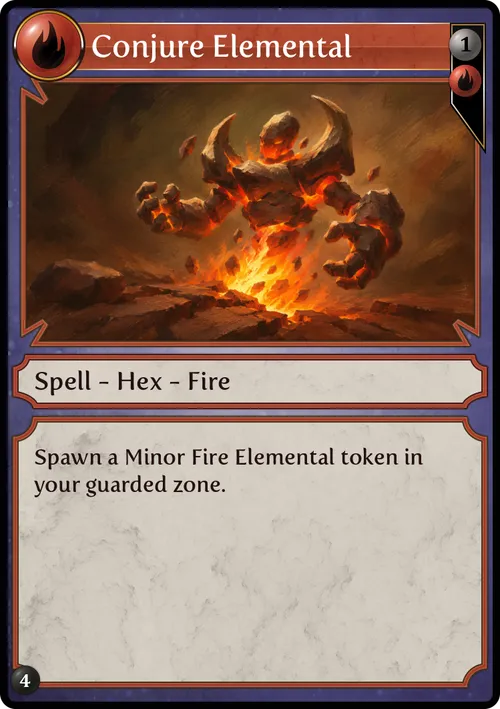 Conjure Elemental
1
Spell - Hex - Fire
Spawn a Minor Fire Elemental token in
your guarded zone.
4